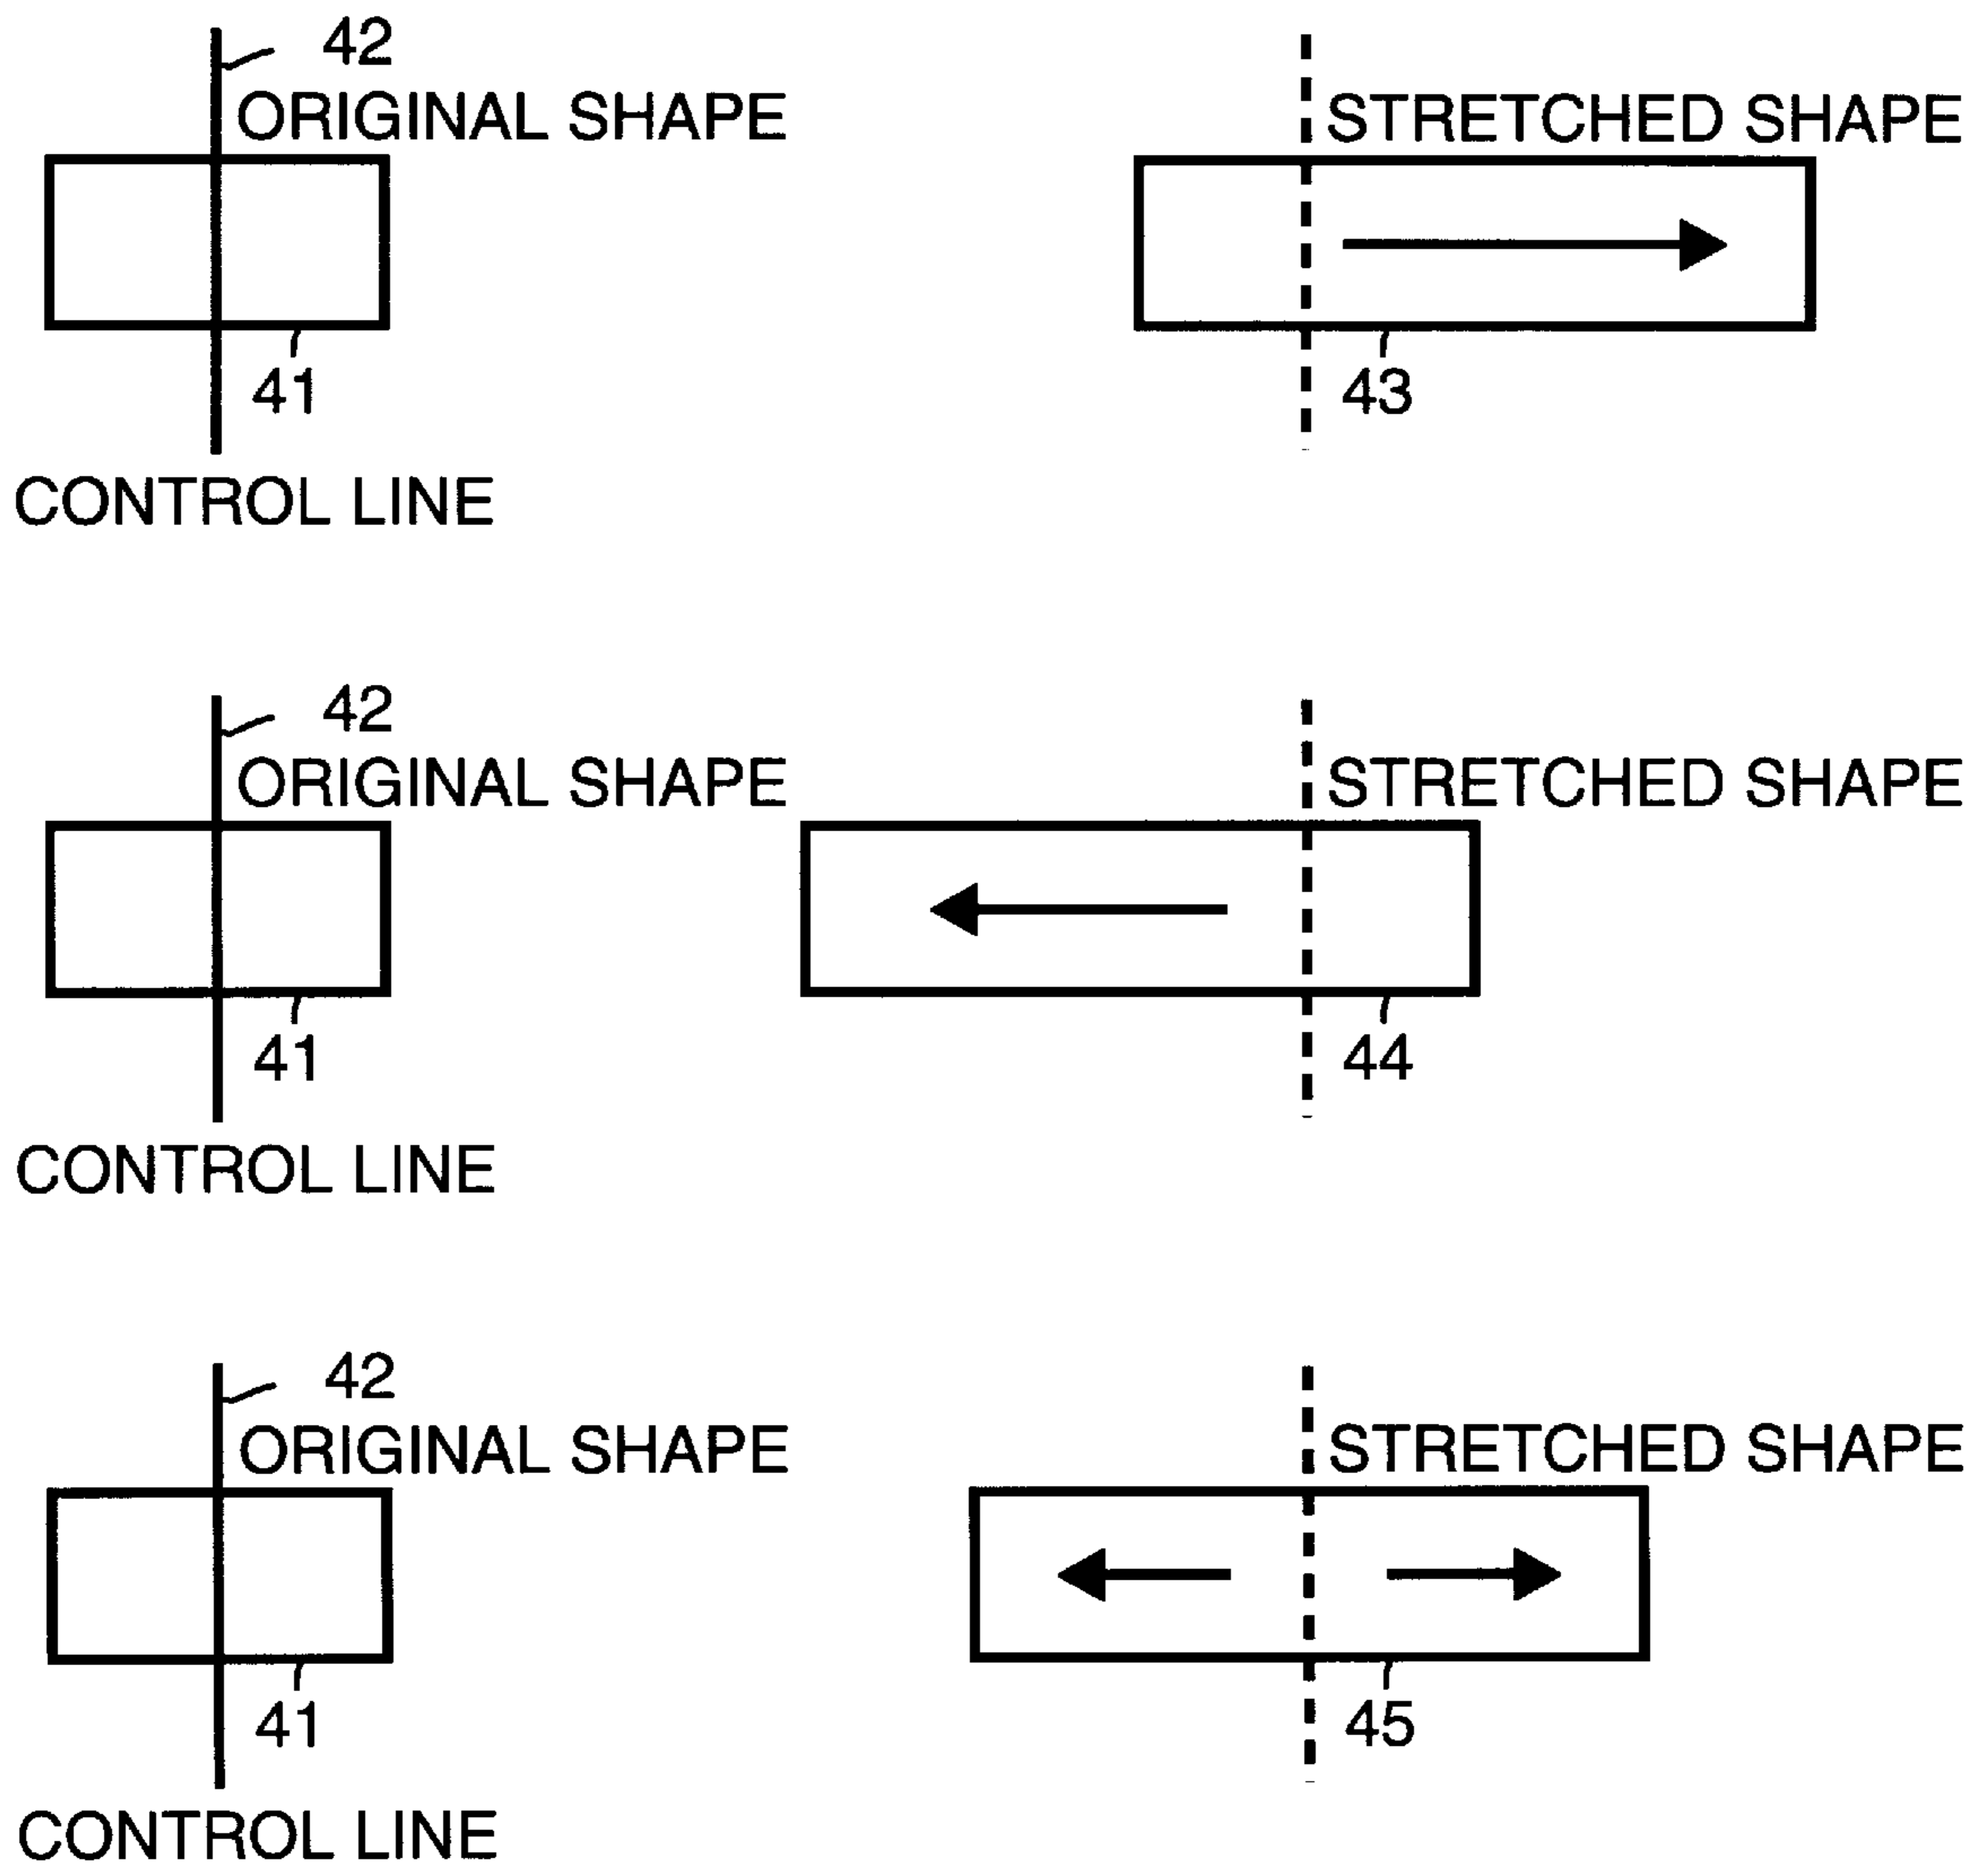 42
ORIGINAL SHAPE
STRETCHED SHAPE
41
43
CONTROL LINE
42
ORIGINAL SHAPE
STRETCHED SHAPE
41
44
CONTROL LINE
42
ORIGINAL SHAPE
STRETCHED SHAPE
41
45
CONTROL LINE